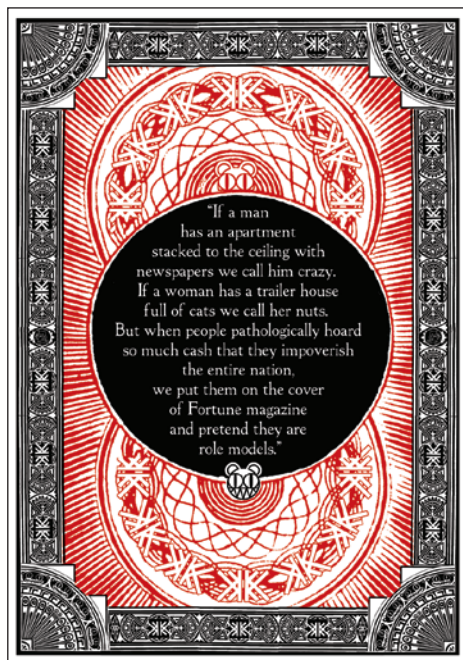 "If a man
has an apartment
stacked to the ceiling with
newspapers we call him crazy.
If a woman has a trailer house
full of cats we call her nuts.
But when people pathologically hoard
so much cash that they impoverish
the entire nation,
we put them on the cover
of Fortune magazine
and pretend they are
role models."